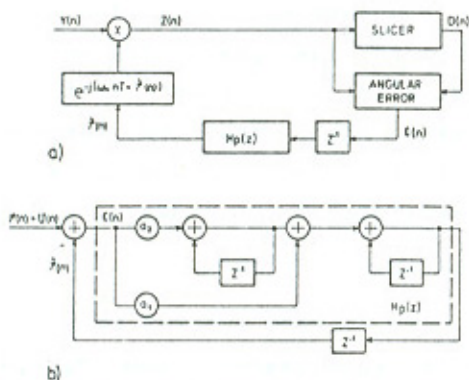 Y(n) Z(n) SLICER D(n)
X
ANGULAR
ERROR
Hp(z) Z⁻¹ ε(n)
a)
ε(n)
a₂ + + +
Z⁻¹ Z⁻¹
a₁
Hp(z)
Z⁻¹
b)